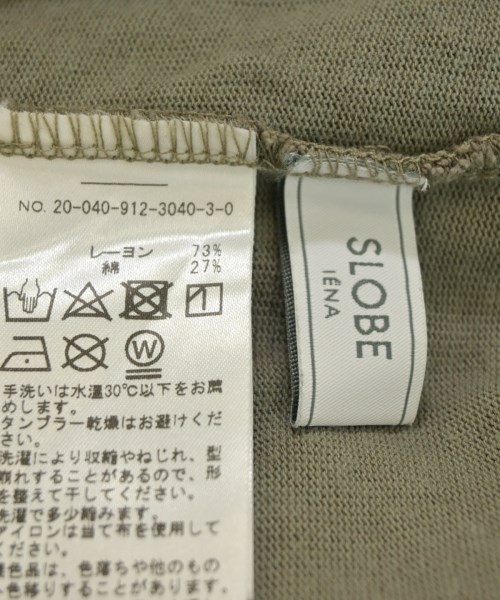 NO. 20-040-912-3040-3-0
レーヨン 73%
綿 27%
W
手洗いは水温30℃以下をお薦
めします。
タンブラー乾燥はお避けくだ
さい。
洗濯により収縮やねじれ、型
崩れすることがあるので、形
を整えて干してください。
洗濯で多少縮みます。
アイロンは当て布を使用して
ください。
濃色品は、色落ちや他のもの
へ色移りすることがあります
SLOBE
IÉNA